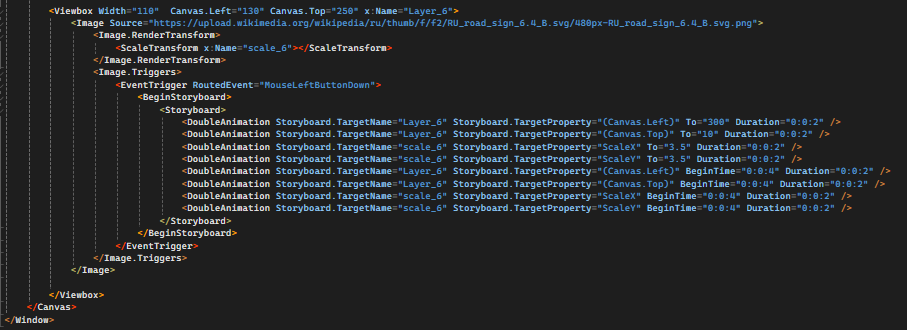 <Viewbox Width="110"  Canvas.Left="130" Canvas.Top="250" x:Name="Layer_6">
<Image Source="https://upload.wikimedia.org/wikipedia/ru/thumb/f/f2/RU_road_sign_6.4_B.svg/480px-RU_road_sign_6.4_B.svg.png">
<Image.RenderTransform>
<ScaleTransform x:Name="scale_6"></ScaleTransform>
</Image.RenderTransform>
<Image.Triggers>
<EventTrigger RoutedEvent="MouseLeftButtonDown">
<BeginStoryboard>
<Storyboard>
<DoubleAnimation Storyboard.TargetName="Layer_6" Storyboard.TargetProperty="(Canvas.Left)" To="300" Duration="0:0:2" />
<DoubleAnimation Storyboard.TargetName="Layer_6" Storyboard.TargetProperty="(Canvas.Top)" To="10" Duration="0:0:2" />
<DoubleAnimation Storyboard.TargetName="scale_6" Storyboard.TargetProperty="ScaleX" To="3.5" Duration="0:0:2" />
<DoubleAnimation Storyboard.TargetName="scale_6" Storyboard.TargetProperty="ScaleY" To="3.5" Duration="0:0:2" />
<DoubleAnimation Storyboard.TargetName="Layer_6" Storyboard.TargetProperty="(Canvas.Left)" BeginTime="0:0:4" Duration="0:0:2" />
<DoubleAnimation Storyboard.TargetName="Layer_6" Storyboard.TargetProperty="(Canvas.Top)" BeginTime="0:0:4" Duration="0:0:2" />
<DoubleAnimation Storyboard.TargetName="scale_6" Storyboard.TargetProperty="ScaleX" BeginTime="0:0:4" Duration="0:0:2" />
<DoubleAnimation Storyboard.TargetName="scale_6" Storyboard.TargetProperty="ScaleY" BeginTime="0:0:4" Duration="0:0:2" />
</Storyboard>
</BeginStoryboard>
</EventTrigger>
</Image.Triggers>
</Image>
</Viewbox>
</Canvas>
</Window>